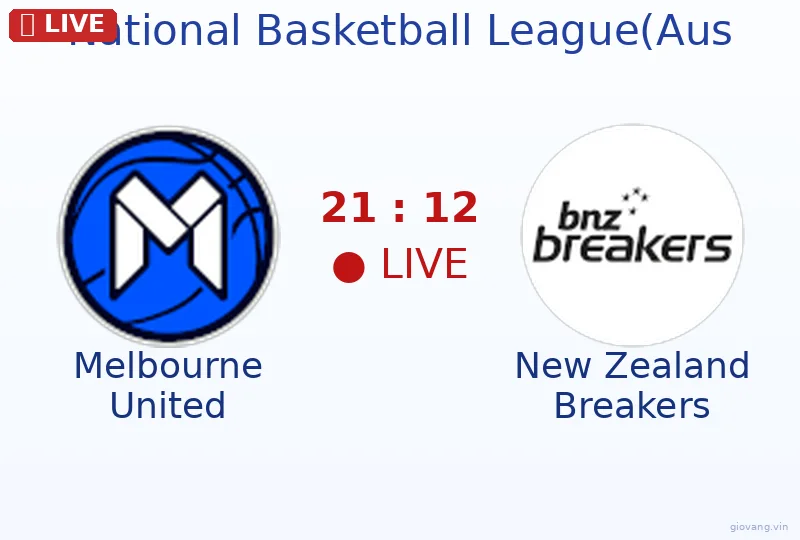 LIVE
National Basketball League(Aus
21 : 12
● LIVE
bnz
breakers
Melbourne
United
New Zealand
Breakers
giovang.vin